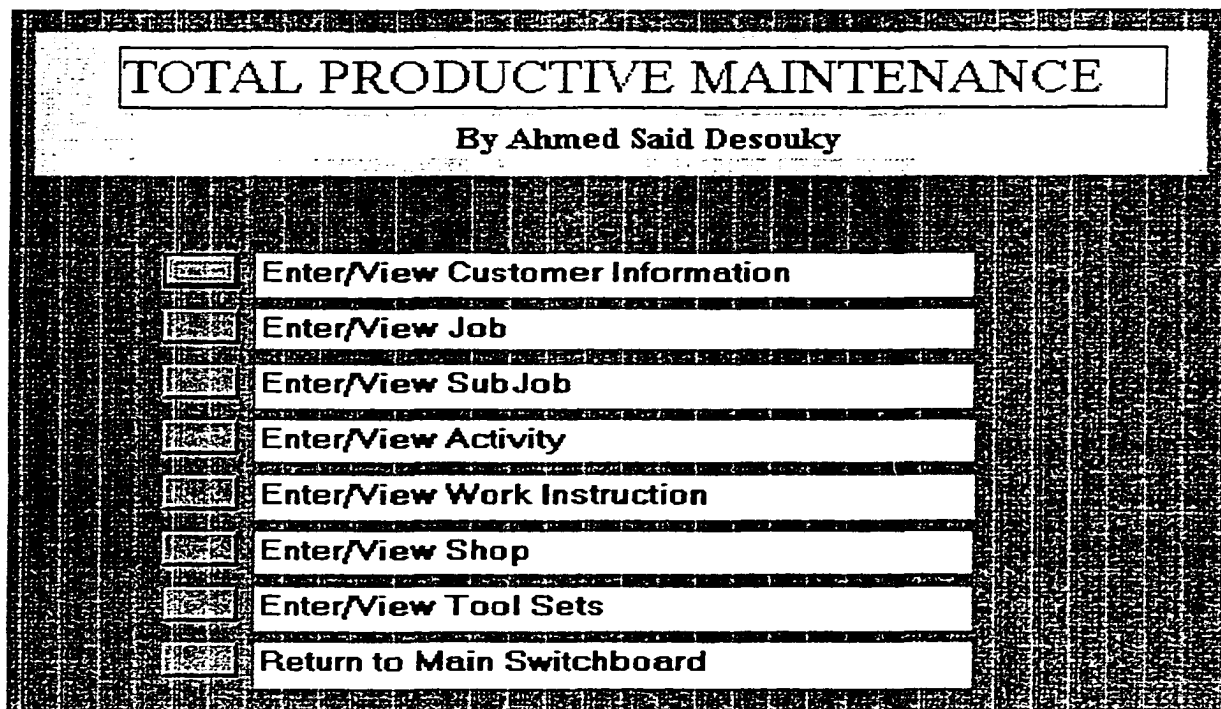 TOTAL PRODUCTIVE MAINTENANCE
By Ahmed Said Desouky
Enter/View Customer Information
Enter/View Job
Enter/View SubJob
Enter/View Activity
Enter/View Work Instruction
Enter/View Shop
Enter/View Tool Sets
Return to Main Switchboard